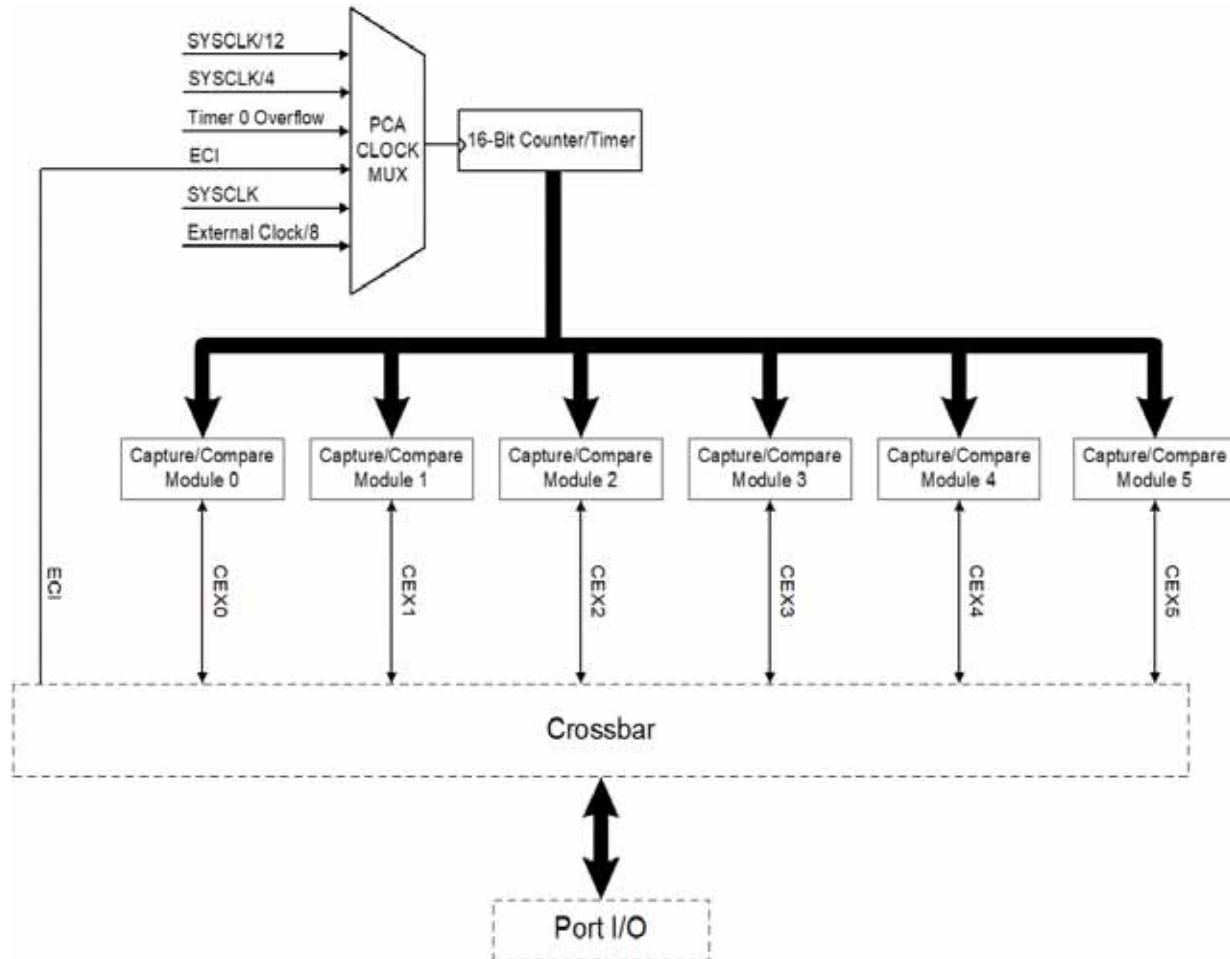 SYSCLK/12
SYSCLK/4
Timer 0 Overflow
ECI
SYSCLK
External Clock/8
PCA
CLOCK
MUX
16-Bit Counter/Timer
Capture/Compare
Module 0
Capture/Compare
Module 1
Capture/Compare
Module 2
Capture/Compare
Module 3
Capture/Compare
Module 4
Capture/Compare
Module 5
ECI
CEX0
CEX1
CEX2
CEX3
CEX4
CEX5
Crossbar
Port I/O